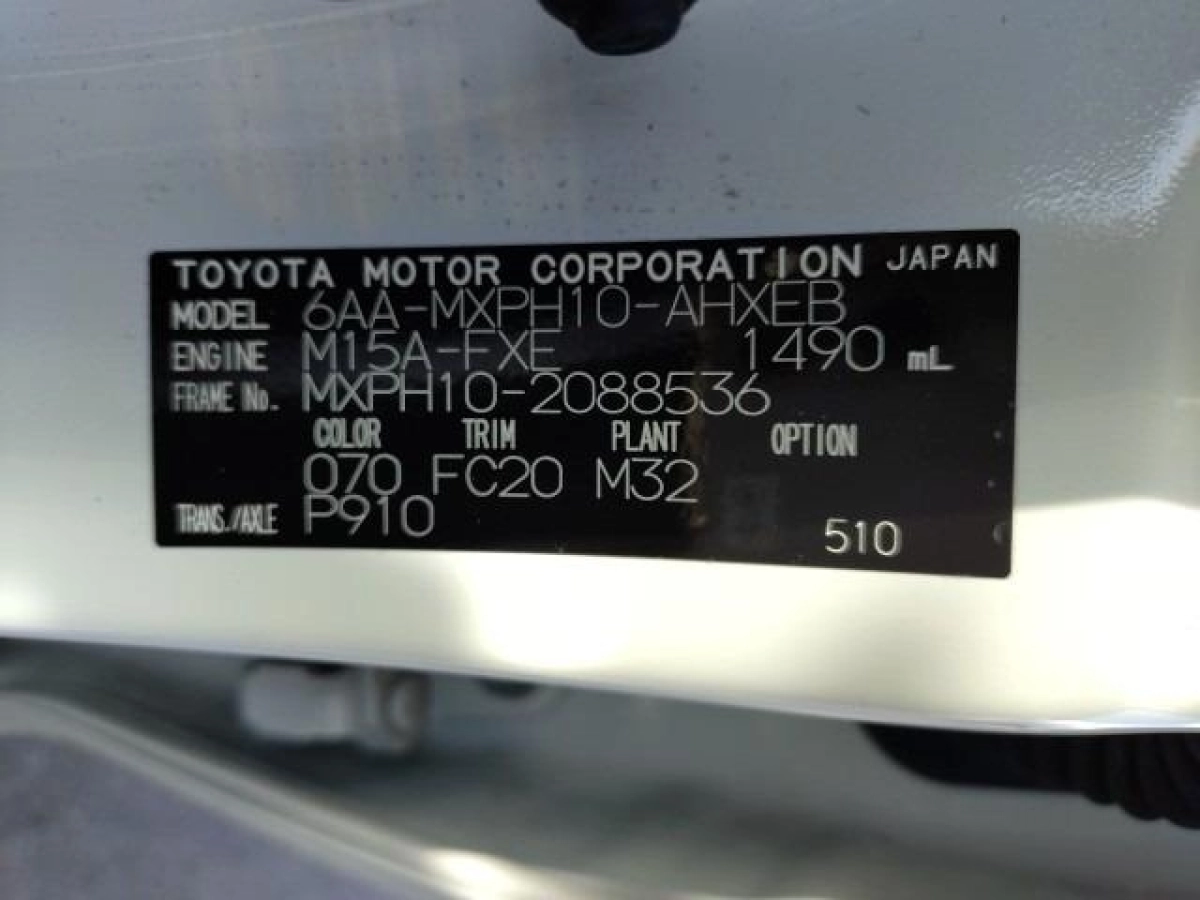 TOYOTA MOTOR CORPORATION JAPAN
MODEL 6AA-MXPH10-AHXEB
ENGINE M15A-FXE 1490 mL
FRAME No. MXPH10-2088536
COLOR TRIM PLANT OPTION
070 FC20 M32
TRANS./AXLE P910
510